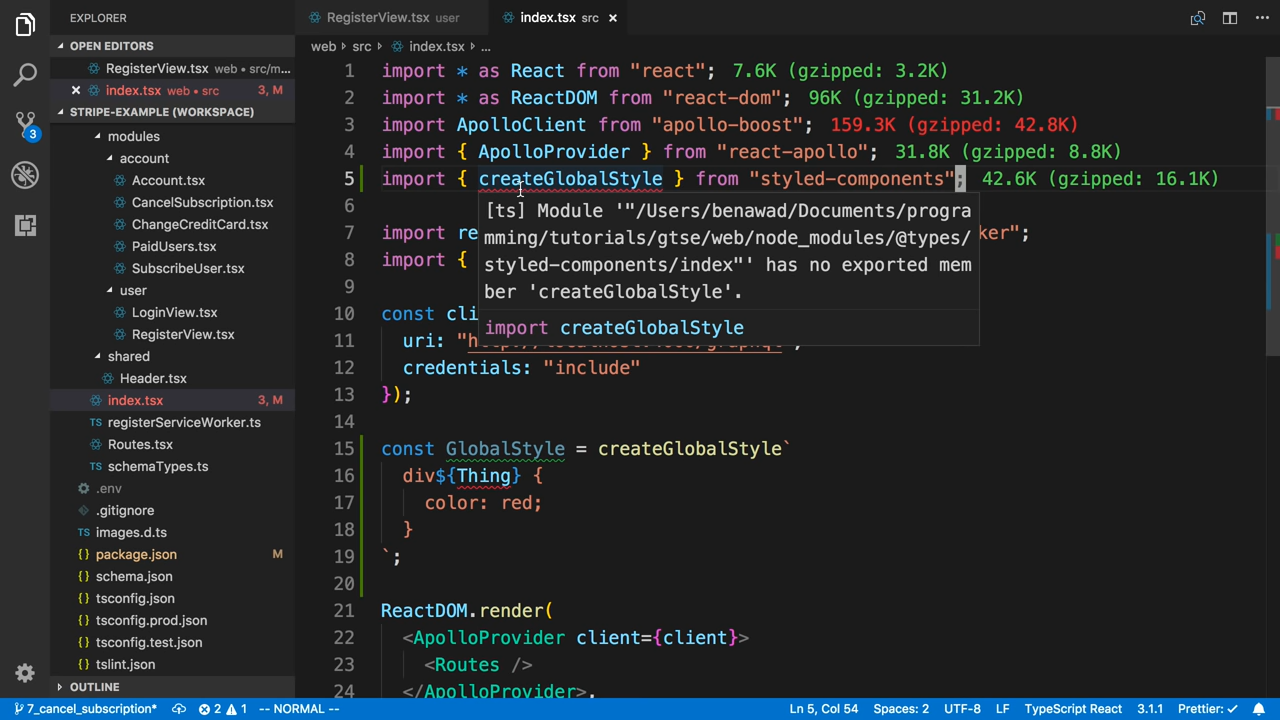 EXPLORER
OPEN EDITORS
RegisterView.tsx web • src/m...
index.tsx web • src 3, M
STRIPE-EXAMPLE (WORKSPACE)
modules
account
Account.tsx
CancelSubscription.tsx
ChangeCreditCard.tsx
PaidUsers.tsx
SubscribeUser.tsx
user
LoginView.tsx
RegisterView.tsx
shared
Header.tsx
index.tsx 3, M
TS registerServiceWorker.ts
Routes.tsx
TS schemaTypes.ts
.env
.gitignore
TS images.d.ts
{} package.json M
{} schema.json
{} tsconfig.json
{} tsconfig.prod.json
{} tsconfig.test.json
{} tslint.json
OUTLINE
3
RegisterView.tsx user
index.tsx src
web src index.tsx ...
1 import * as React from "react"; 7.6K (gzipped: 3.2K)
2 import * as ReactDOM from "react-dom"; 96K (gzipped: 31.2K)
3 import ApolloClient from "apollo-boost"; 159.3K (gzipped: 42.8K)
4 import { ApolloProvider } from "react-apollo"; 31.8K (gzipped: 8.8K)
5 import { createGlobalStyle } from "styled-components"; 42.6K (gzipped: 16.1K)
6
7 import re ker";
8 import {
9
10 const cli
11 uri: "
12 credentials: "include"
13 });
14
15 const GlobalStyle = createGlobalStyle`
16 div${Thing} {
17 color: red;
18 }
19 `;
20
21 ReactDOM.render(
22 <ApolloProvider client={client}>
23 <Routes />
24 </ApolloProvider>,
[ts] Module '"/Users/benawad/Documents/progra
mming/tutorials/gtse/web/node_modules/@types/
styled-components/index"' has no exported mem
ber 'createGlobalStyle'.
import createGlobalStyle
7_cancel_subscription* 2 1 -- NORMAL -- Ln 5, Col 54 Spaces: 2 UTF-8 LF TypeScript React 3.1.1 Prettier: ✓